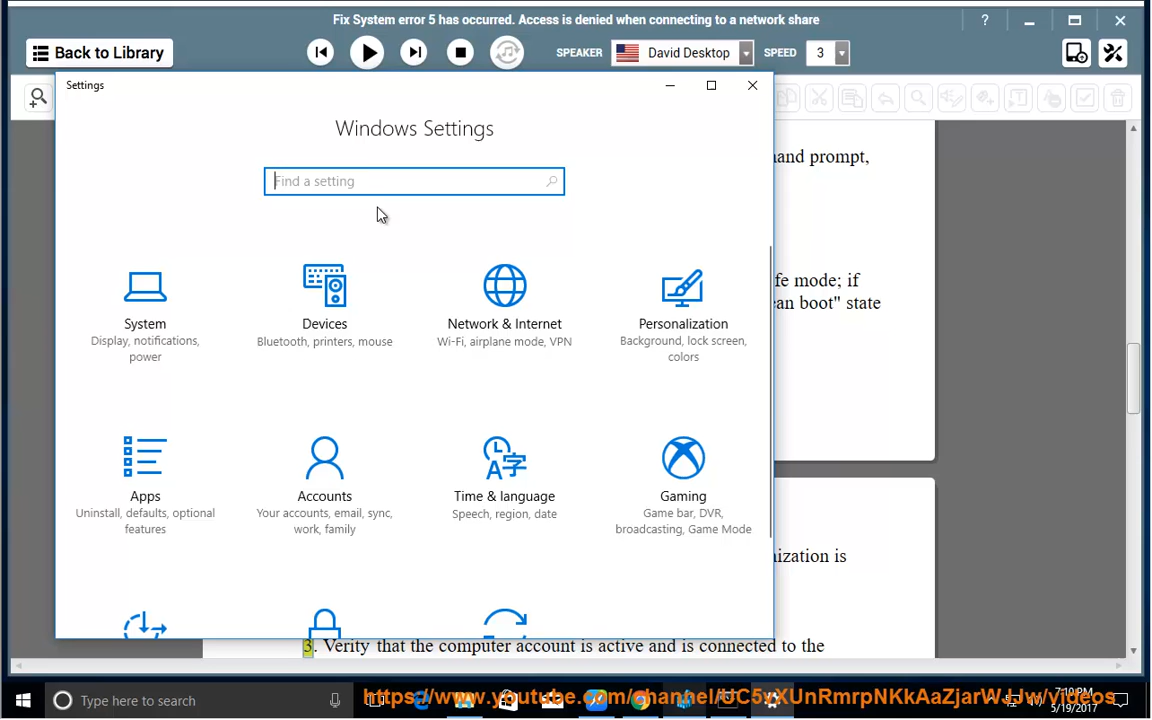 Fix System error 5 has occurred. Access is denied when connecting to a network share
Back to Library
SPEAKER
David Desktop
SPEED
3
Settings
Windows Settings
Find a setting
and prompt,
fe mode; if
an boot" state
System
Display, notifications,
power
Devices
Bluetooth, printers, mouse
Network & Internet
Wi-Fi, airplane mode, VPN
Personalization
Background, lock screen,
colors
Apps
Uninstall, defaults, optional
features
Accounts
Your accounts, email, sync,
work, family
Time & language
Speech, region, date
Gaming
Game bar, DVR,
broadcasting, Game Mode
ization is
3. Verity that the computer account is active and is connected to the
Type here to search
7:10 PM
5/19/2017